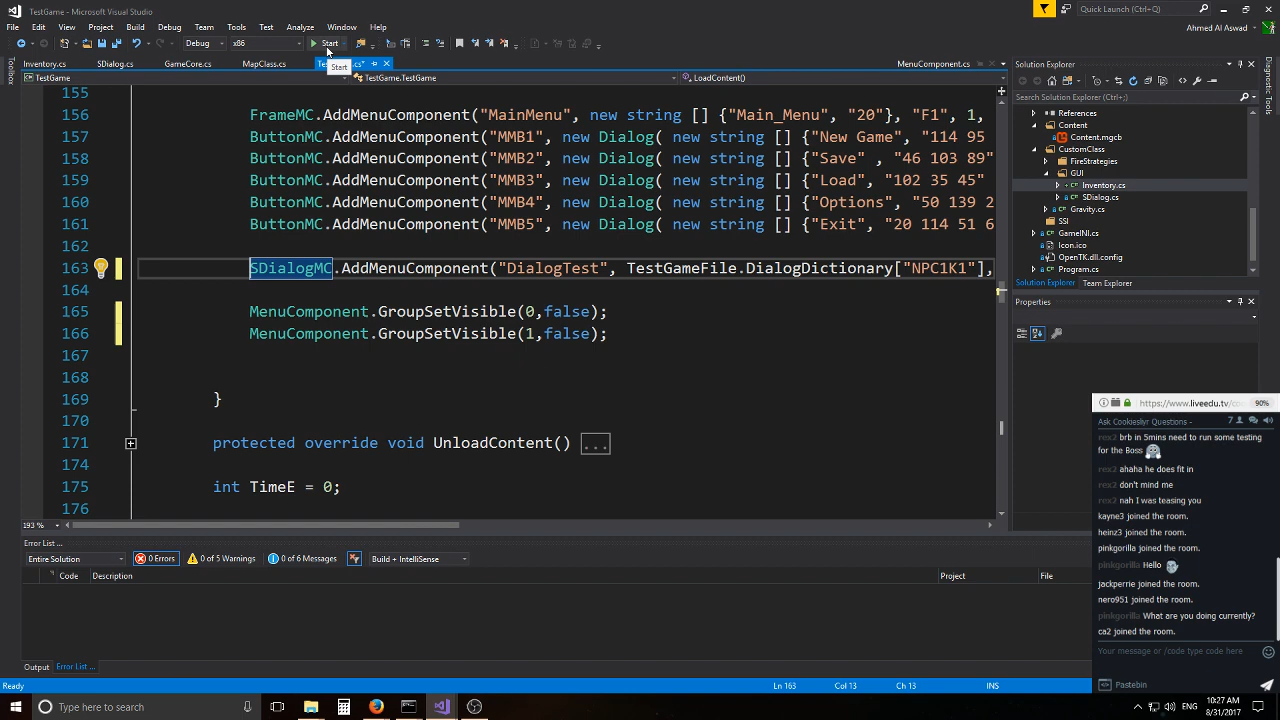 TestGame - Microsoft Visual Studio
Quick Launch (Ctrl+Q)
File Edit View Project Build Debug Team Tools Test Analyze Window Help
Ahmed Al Aswad
Debug x86 Start
Inventory.cs SDialog.cs GameCore.cs MapClass.cs MenuComponent.cs
Start
TestGame TestGame.TestGame LoadContent()
155
156 FrameMC.AddMenuComponent("MainMenu", new string [] {"Main_Menu", "20"}, "F1", 1,
157 ButtonMC.AddMenuComponent("MMB1", new Dialog( new string [] {"New Game", "114 95
158 ButtonMC.AddMenuComponent("MMB2", new Dialog( new string [] {"Save" , "46 103 89"
159 ButtonMC.AddMenuComponent("MMB3", new Dialog( new string [] {"Load", "102 35 45"
160 ButtonMC.AddMenuComponent("MMB4", new Dialog( new string [] {"Options", "50 139 2
161 ButtonMC.AddMenuComponent("MMB5", new Dialog( new string [] {"Exit", "20 114 51 6
162
163 SDialogMC.AddMenuComponent("DialogTest", TestGameFile.DialogDictionary["NPC1K1"],
164
165 MenuComponent.GroupSetVisible(0,false);
166 MenuComponent.GroupSetVisible(1,false);
167
168
169 }
170
171 protected override void UnloadContent() ...
174
175 int TimeE = 0;
176
193 %
Toolbox
Diagnostic Tools
Solution Explorer
Search Solution Explorer (Ctrl+;)
References
Content
Content.mgcb
CustomClass
FireStrategies
GUI
Inventory.cs
SDialog.cs
Gravity.cs
SSI
GameINI.cs
Icon.ico
OpenTK.dll.config
Program.cs
Solution Explorer Team Explorer
Properties
Error List ...
Entire Solution 0 Errors 0 of 5 Warnings 0 of 6 Messages Build + IntelliSense
Code Description Project File
Output Error List ...
Ready Ln 163 Col 13 Ch 13 INS
https://www.liveedu.tv/co 90%
Ask Cookiesliyr Questions - 7
rex2 brb in 5mins need to run some testing
for the Boss
rex2 ahaha he does fit in
rex2 don't mind me
rex2 nah I was teasing you
kayne3 joined the room.
heinz3 joined the room.
pinkgorilla joined the room.
pinkgorilla Hello
jackperrie joined the room.
nero951 joined the room.
pinkgorilla What are you doing currently?
ca2 joined the room.
Your message or /code type code here
Pastebin
Type here to search
10:27 AM
8/31/2017